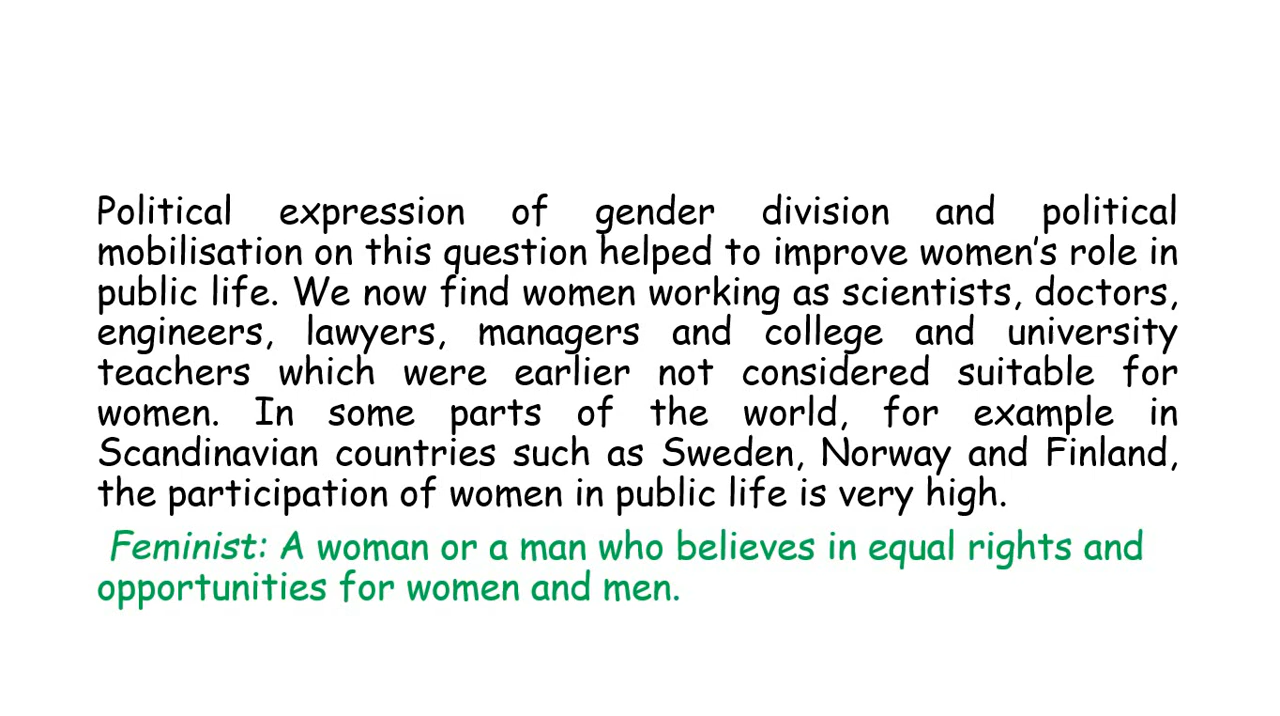 Political expression of gender division and political
mobilisation on this question helped to improve women’s role in
public life. We now find women working as scientists, doctors,
engineers, lawyers, managers and college and university
teachers which were earlier not considered suitable for
women. In some parts of the world, for example in
Scandinavian countries such as Sweden, Norway and Finland,
the participation of women in public life is very high.
Feminist: A woman or a man who believes in equal rights and
opportunities for women and men.